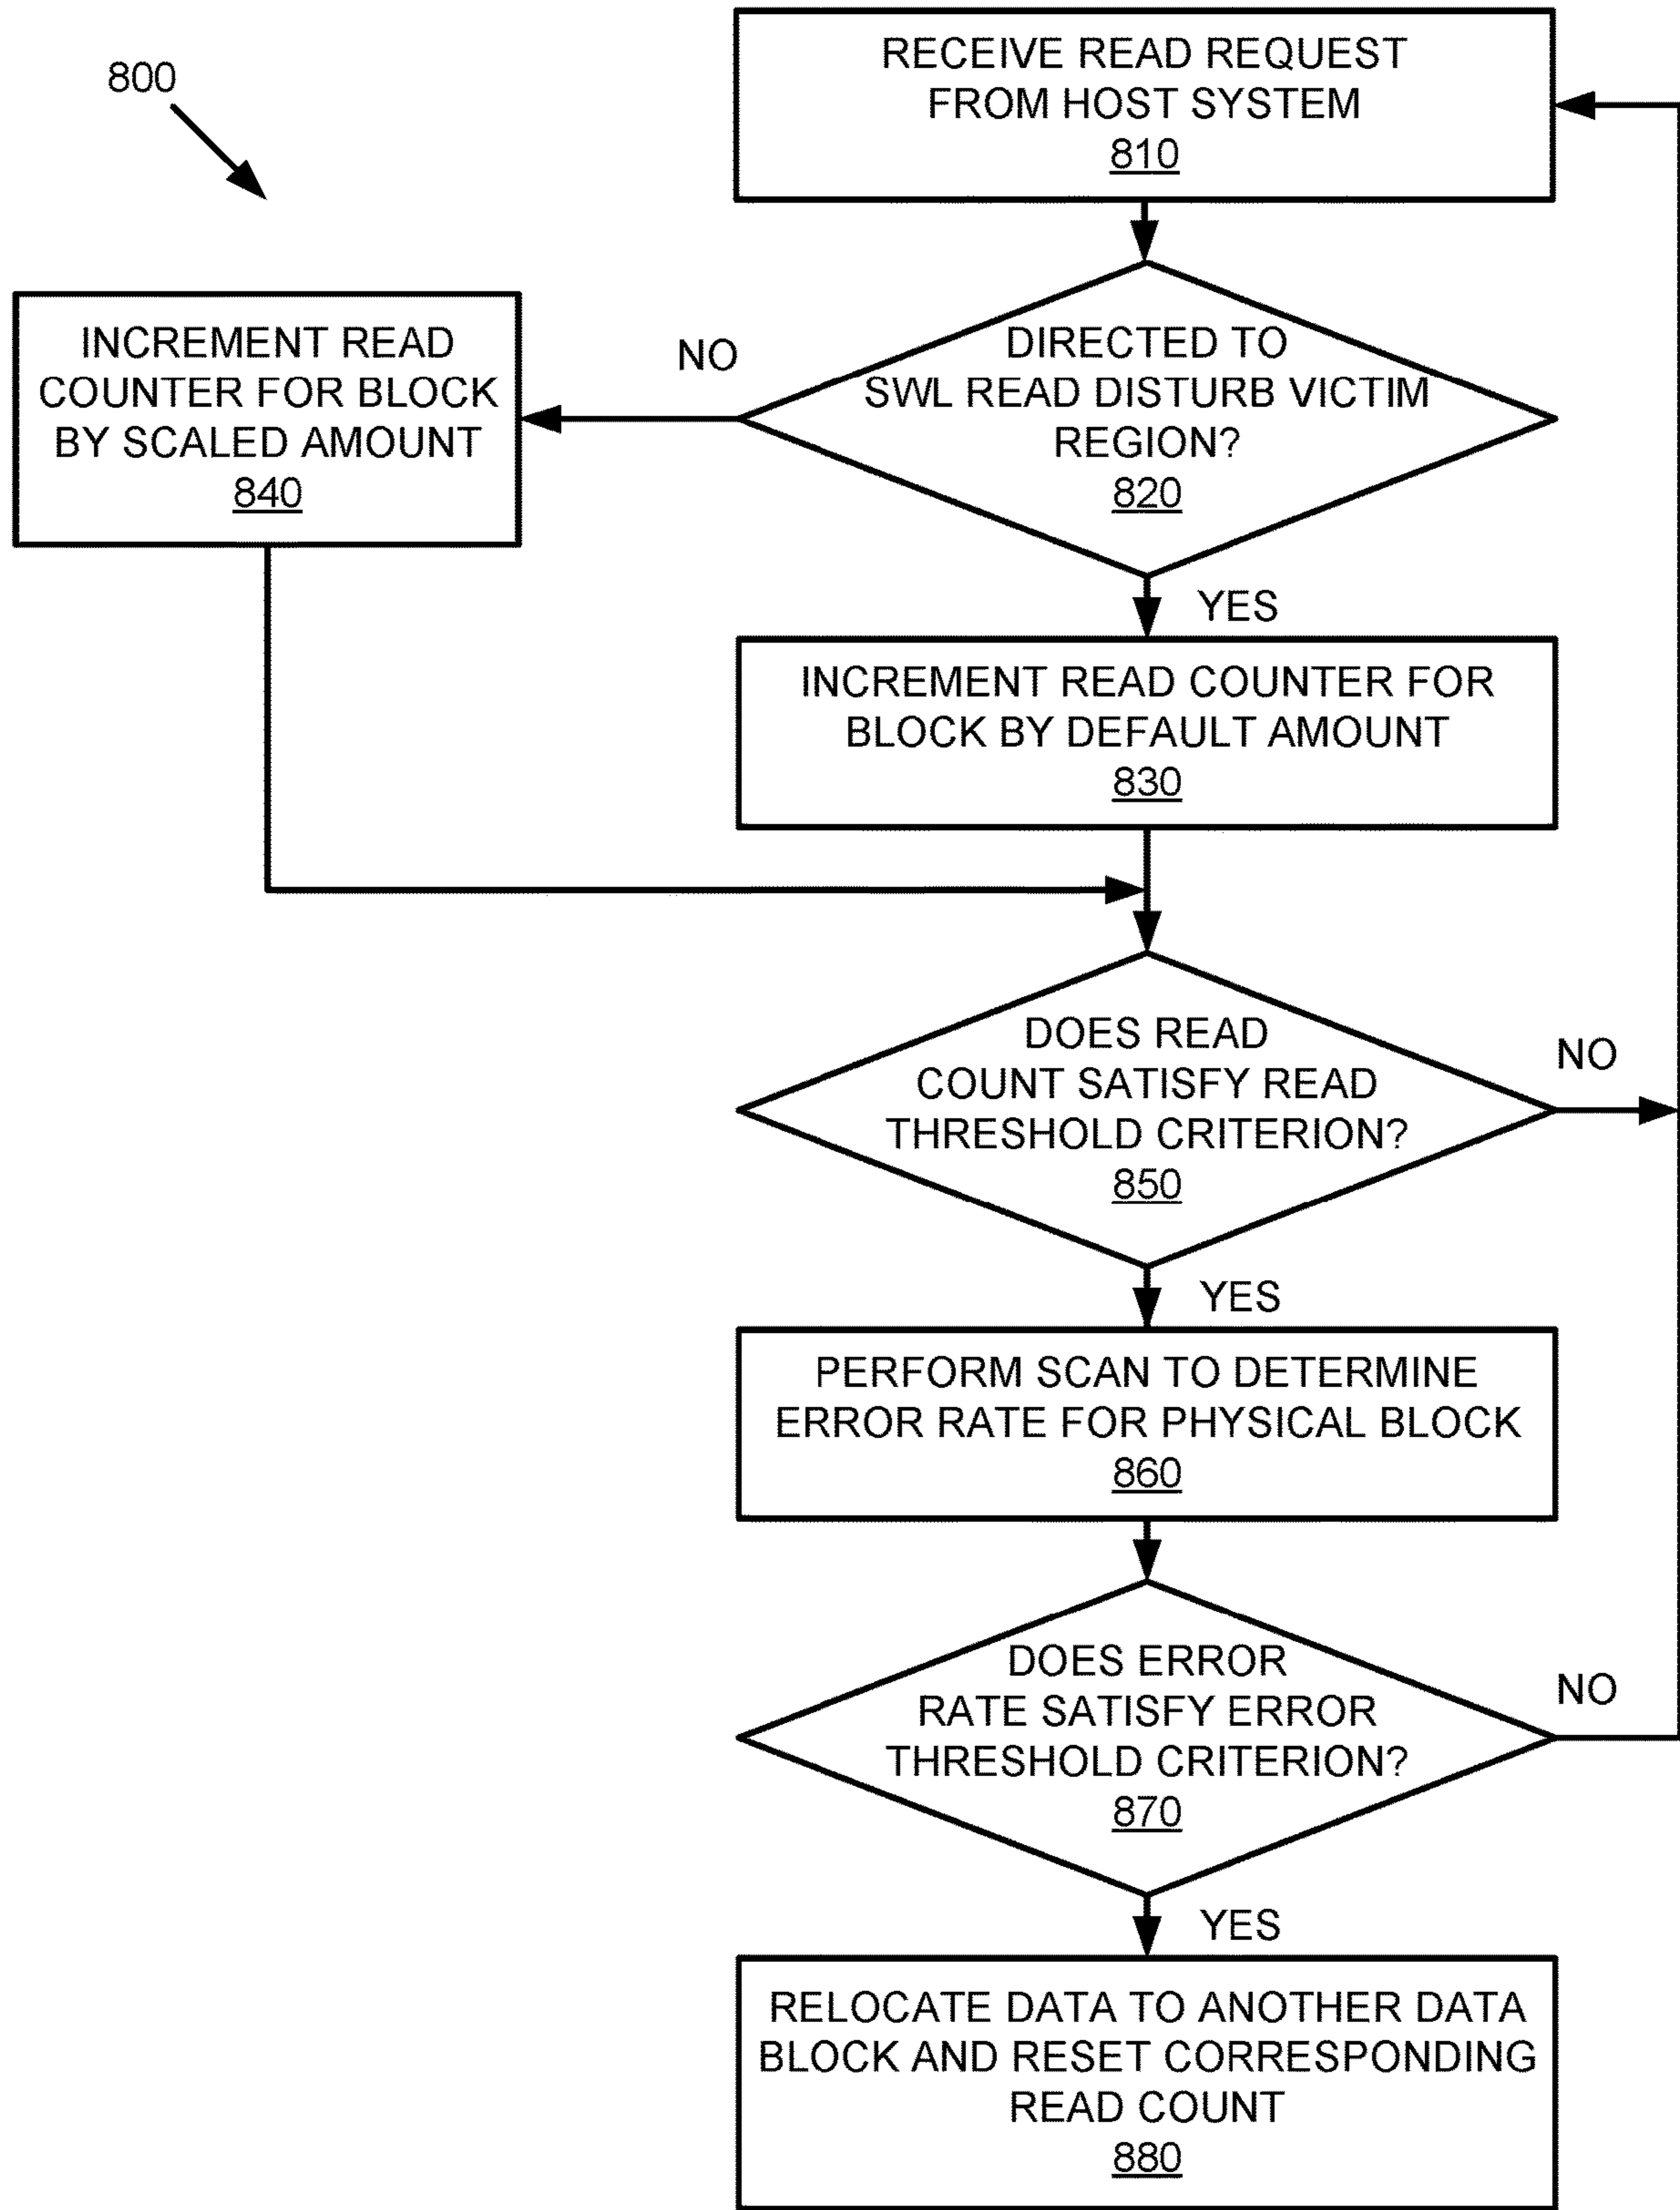 800
RECEIVE READ REQUEST
FROM HOST SYSTEM
810
DIRECTED TO
SWL READ DISTURB VICTIM
REGION?
820
NO
INCREMENT READ
COUNTER FOR BLOCK
BY SCALED AMOUNT
840
YES
INCREMENT READ COUNTER FOR
BLOCK BY DEFAULT AMOUNT
830
DOES READ
COUNT SATISFY READ
THRESHOLD CRITERION?
850
NO
YES
PERFORM SCAN TO DETERMINE
ERROR RATE FOR PHYSICAL BLOCK
860
DOES ERROR
RATE SATISFY ERROR
THRESHOLD CRITERION?
870
NO
YES
RELOCATE DATA TO ANOTHER DATA
BLOCK AND RESET CORRESPONDING
READ COUNT
880